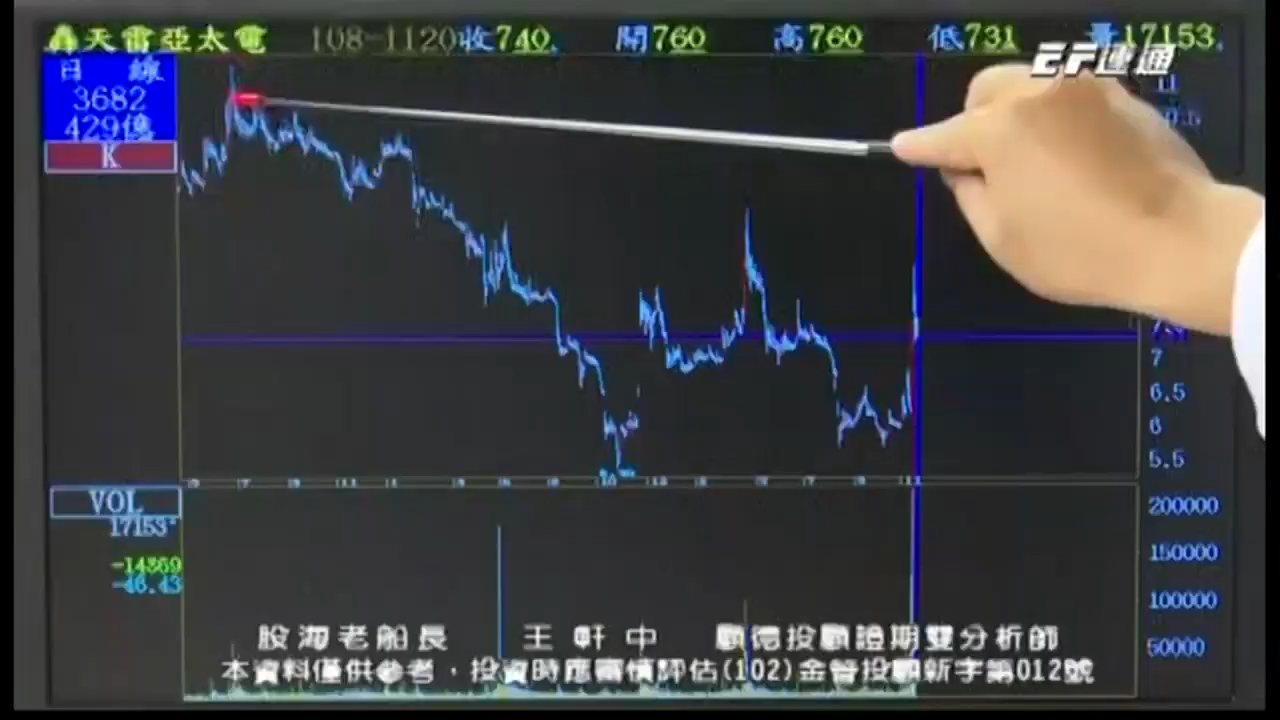 天雷亞太電 108-1120 收740. 開760 高760 低731 量17153.
EF運通
日 線
3682
429億
K
11
7
6.5
6
5.5
VOL
17153
-14369
-46.43
200000
150000
100000
50000
股海老船長 王軒中 顧德投顧證期雙分析師
本資料僅供參考，投資時應審慎評估(102)金管投顧新字第012號